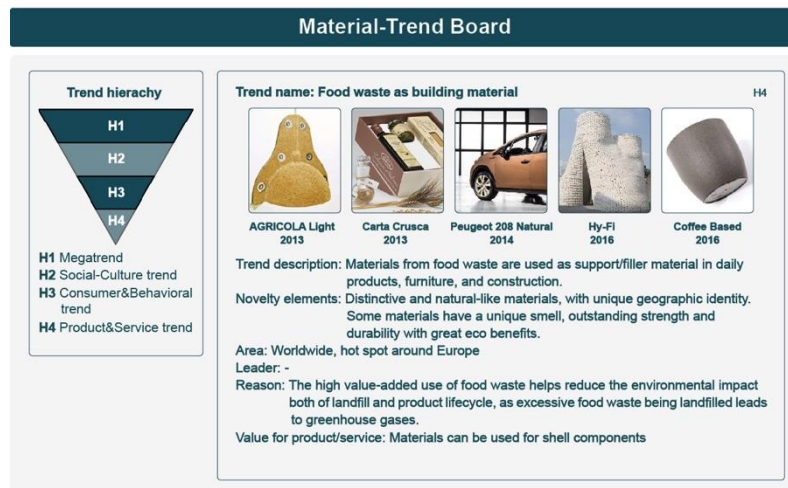 Material-Trend Board
Trend hierachy
H1
H2
H3
H4
H1 Megatrend
H2 Social-Culture trend
H3 Consumer&Behavioral
trend
H4 Product&Service trend
Trend name: Food waste as building material
H4
AGRICOLA Light
2013
Carta Crusca
2013
Peugeot 208 Natural
2014
Hy-Fi
2016
Coffee Based
2016
Trend description: Materials from food waste are used as support/filler material in daily
products, furniture, and construction.
Novelty elements: Distinctive and natural-like materials, with unique geographic identity.
Some materials have a unique smell, outstanding strength and
durability with great eco benefits.
Area: Worldwide, hot spot around Europe
Leader: -
Reason: The high value-added use of food waste helps reduce the environmental impact
both of landfill and product lifecycle, as excessive food waste being landfilled leads
to greenhouse gases.
Value for product/service: Materials can be used for shell components